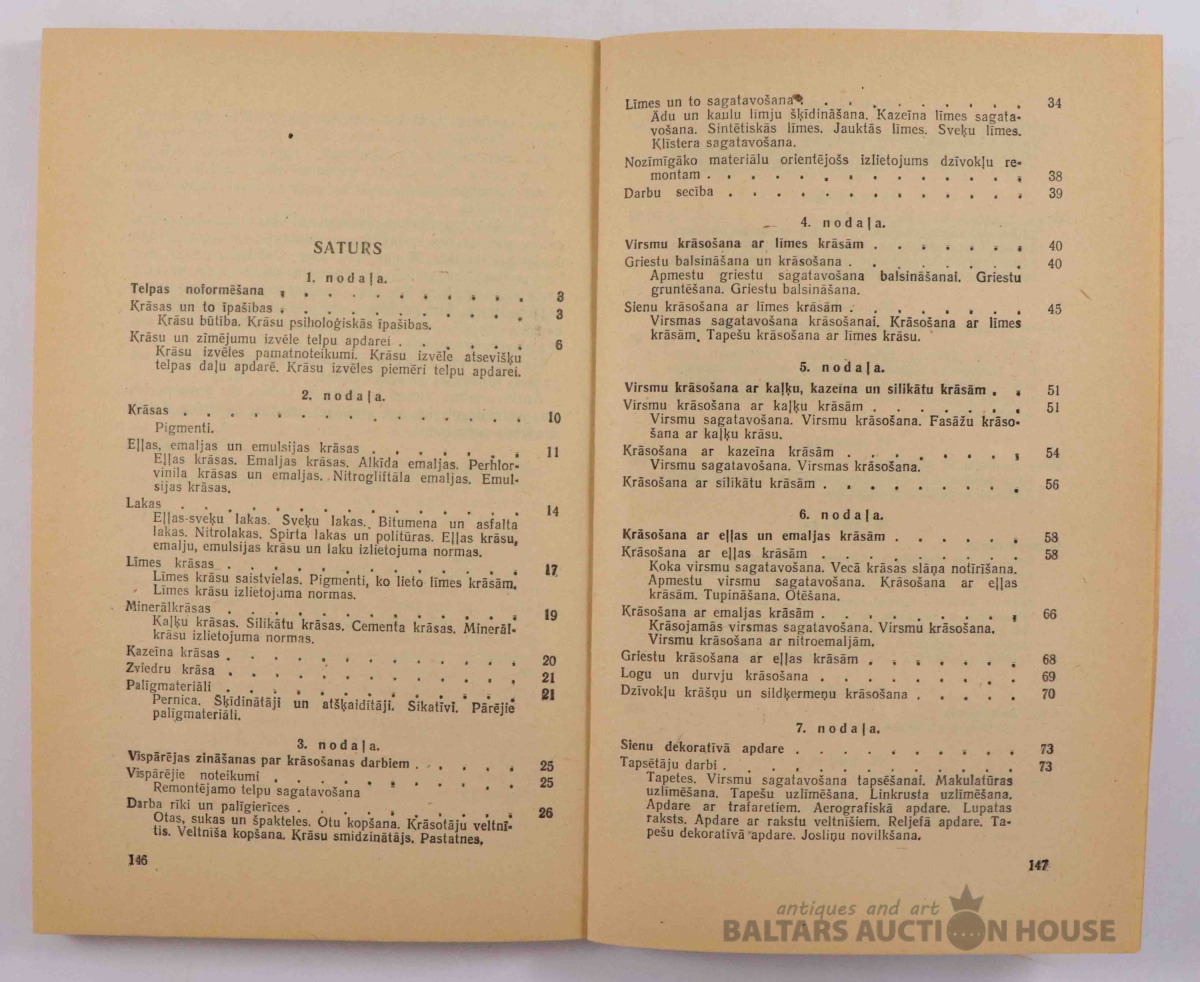 SATURS
1. nodaļa.
Telpas noformēšana . . . . . . . . . . 3
Krāsas un to īpašības . . . . . . . . . . 3
Krāsu būtība. Krāsu psiholoģiskās īpašības.
Krāsu un zīmējumu izvēle telpu apdarei . . . . . . 6
Krāsu izvēles pamatnoteikumi. Krāsu izvēle atsevišķu
telpas daļu apdarē. Krāsu izvēles piemēri telpu apdarei.
2. nodaļa.
Krāsas . . . . . . . . . . . . 10
Pigmenti.
Eļļas, emaljas un emulsijas krāsas . . . . . . . 11
Eļļas krāsas. Emaljas krāsas. Alkīda emaljas. Perhlor-
vinila krāsas un emaljas. Nitrogliftāla emaljas. Emul-
sijas krāsas.
Lakas . . . . . . . . . . . . 14
Eļļas-sveķu lakas. Sveķu lakas. Bitumena un asfalta
lakas. Nitrolakas. Spirta lakas un politūras. Eļļas krāsu,
emalju, emulsijas krāsu un laku izlietojuma normas.
Līmes krāsas . . . . . . . . . . . 17
Līmes krāsu saistvielas. Pigmenti, ko lieto līmes krāsām.
Līmes krāsu izlietojuma normas.
Minerālkrāsas . . . . . . . . . . . 19
Kaļķu krāsas. Silikātu krāsas. Cementa krāsas. Minerāl-
krāsu izlietojuma normas.
Kazeīna krāsas . . . . . . . . . . . 20
Zviedru krāsa . . . . . . . . . . . 21
Palīgmateriāli . . . . . . . . . . . 21
Pernica. Šķīdinātāji un atšķaidītāji. Sikatīvi. Pārējie
palīgmateriāli.
3. nodaļa.
Vispārējas zināšanas par krāsošanas darbiem . . . . . 25
Vispārējie noteikumi . . . . . . . . . . 25
Remontējamo telpu sagatavošana
Darba rīki un palīgierīces . . . . . . . . . 26
Otas, sukas un špakteles. Otu kopšana. Krāsotāju veltnī-
tis. Veltnīša kopšana. Krāsu smidzinātājs. Pastatnes.
146
Līmes un to sagatavošana . . . . . . . . . 34
Ādu un kaulu līmju šķīdināšana. Kazeīna līmes sagata-
vošana. Sintētiskās līmes. Jauktās līmes. Sveķu līmes.
Klīstera sagatavošana.
Nozīmīgāko materiālu orientējošs izlietojums dzīvokļu re-
montam . . . . . . . . . . . . 38
Darbu secība . . . . . . . . . . . 39
4. nodaļa.
Virsmu krāsošana ar līmes krāsām . . . . . . 40
Griestu balsināšana un krāsošana . . . . . . . 40
Apmestu griestu sagatavošana balsināšanai. Griestu
gruntēšana. Griestu balsināšana.
Sienu krāsošana ar līmes krāsām . . . . . . . 45
Virsmas sagatavošana krāsošanai. Krāsošana ar līmes
krāsām. Tapešu krāsošana ar līmes krāsu.
5. nodaļa.
Virsmu krāsošana ar kaļķu, kazeīna un silikātu krāsām . . 51
Virsmu krāsošana ar kaļķu krāsām . . . . . . 51
Virsmu sagatavošana. Virsmu krāsošana. Fasāžu krāso-
šana ar kaļķu krāsu.
Krāsošana ar kazeīna krāsām . . . . . . . 54
Virsmu sagatavošana. Virsmas krāsošana.
Krāsošana ar silikātu krāsām . . . . . . . . 56
6. nodaļa.
Krāsošana ar eļļas un emaljas krāsām . . . . . . 58
Krāsošana ar eļļas krāsām . . . . . . . . . 58
Koka virsmu sagatavošana. Vecā krāsas slāņa notīrīšana.
Apmestu virsmu sagatavošana. Krāsošana ar eļļas
krāsām. Tupināšana. Otēšana.
Krāsošana ar emaljas krāsām . . . . . . . . 66
Krāsojamās virsmas sagatavošana. Virsmu krāsošana.
Virsmu krāsošana ar nitroemaljām.
Griestu krāsošana ar eļļas krāsām . . . . . . 68
Logu un durvju krāsošana . . . . . . . . 69
Dzīvokļu krāšņu un sildķermeņu krāsošana . . . . . 70
7. nodaļa.
Sienu dekoratīvā apdare . . . . . . . . . 73
Tapsētāju darbi . . . . . . . . . . . 73
Tapetes. Virsmu sagatavošana tapsēšanai. Makulatūras
uzlīmēšana. Tapešu uzlīmēšana. Linkrusta uzlīmēšana.
Apdare ar trafaretiem. Aerografiskā apdare. Lupatas
raksts. Apdare ar rakstu veltnīšiem. Reljefā apdare. Ta-
pešu dekoratīvā apdare. Josliņu novilkšana.
147
antiques and art
BALTARS AUCTION HOUSE